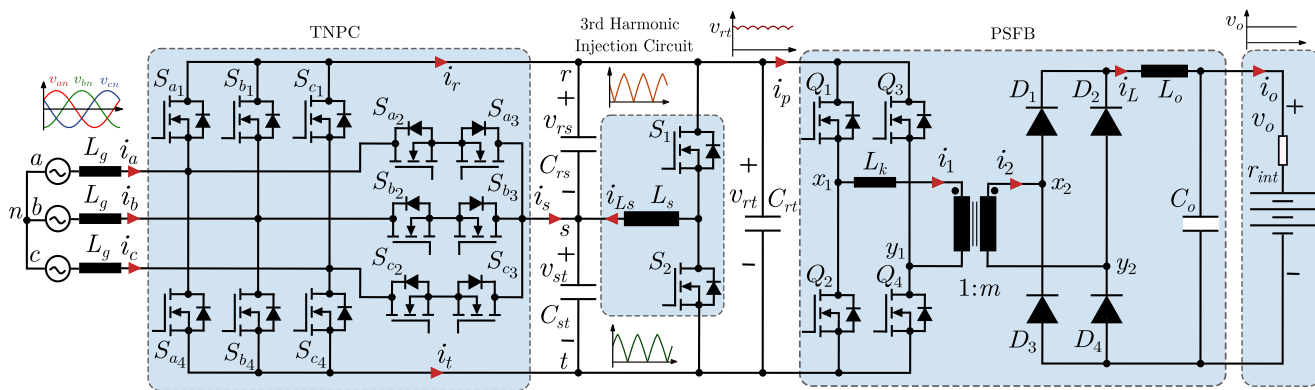 TNPC
3rd Harmonic
Injection Circuit
v_rt
PSFB
v_o
v_an v_bn v_cn
S_a1 S_b1 S_c1
i_r
r
i_p
Q_1 Q_3
D_1 D_2
i_L L_o
i_o
S_a2 S_a3
+
v_rs
C_rs
−
S_1
+
v_o
a L_g i_a
n b L_g i_b
c L_g i_c
S_b2 S_b3
i_s
s
i_Ls L_s
+
v_rt
−
C_rt
x_1 L_k i_1 i_2 x_2
r_int
C_o
S_c2 S_c3
+
v_st
C_st
−
S_2
y_1
y_2
1:m
Q_2 Q_4
−
S_a4 S_b4 S_c4
i_t
t
D_3 D_4